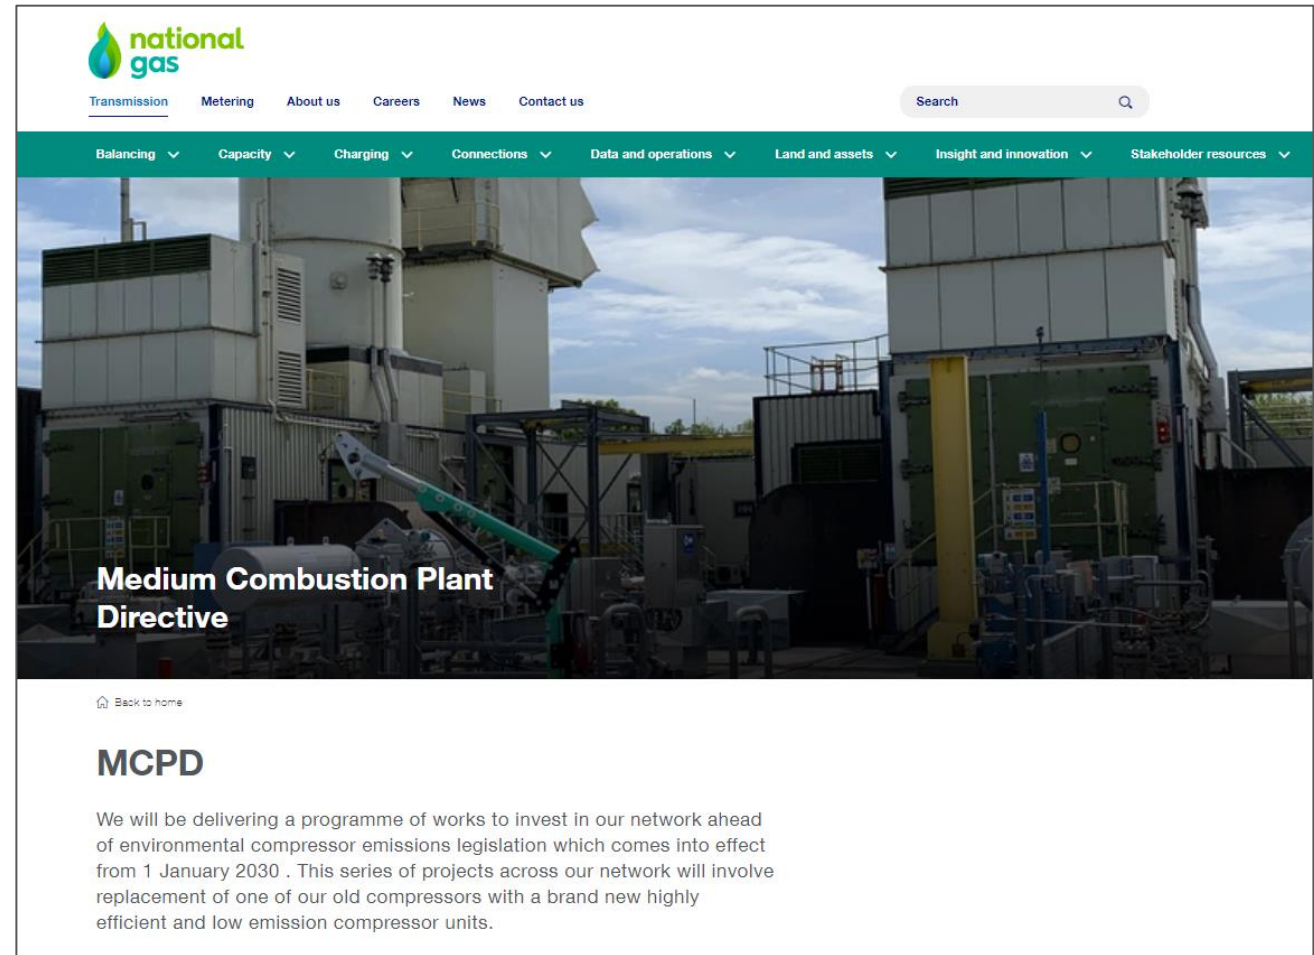 national
gas
Transmission Metering About us Careers News Contact us Search
Balancing Capacity Charging Connections Data and operations Land and assets Insight and innovation Stakeholder resources
Medium Combustion Plant
Directive
Back to home
MCPD
We will be delivering a programme of works to invest in our network ahead
of environmental compressor emissions legislation which comes into effect
from 1 January 2030 . This series of projects across our network will involve
replacement of one of our old compressors with a brand new highly
efficient and low emission compressor units.